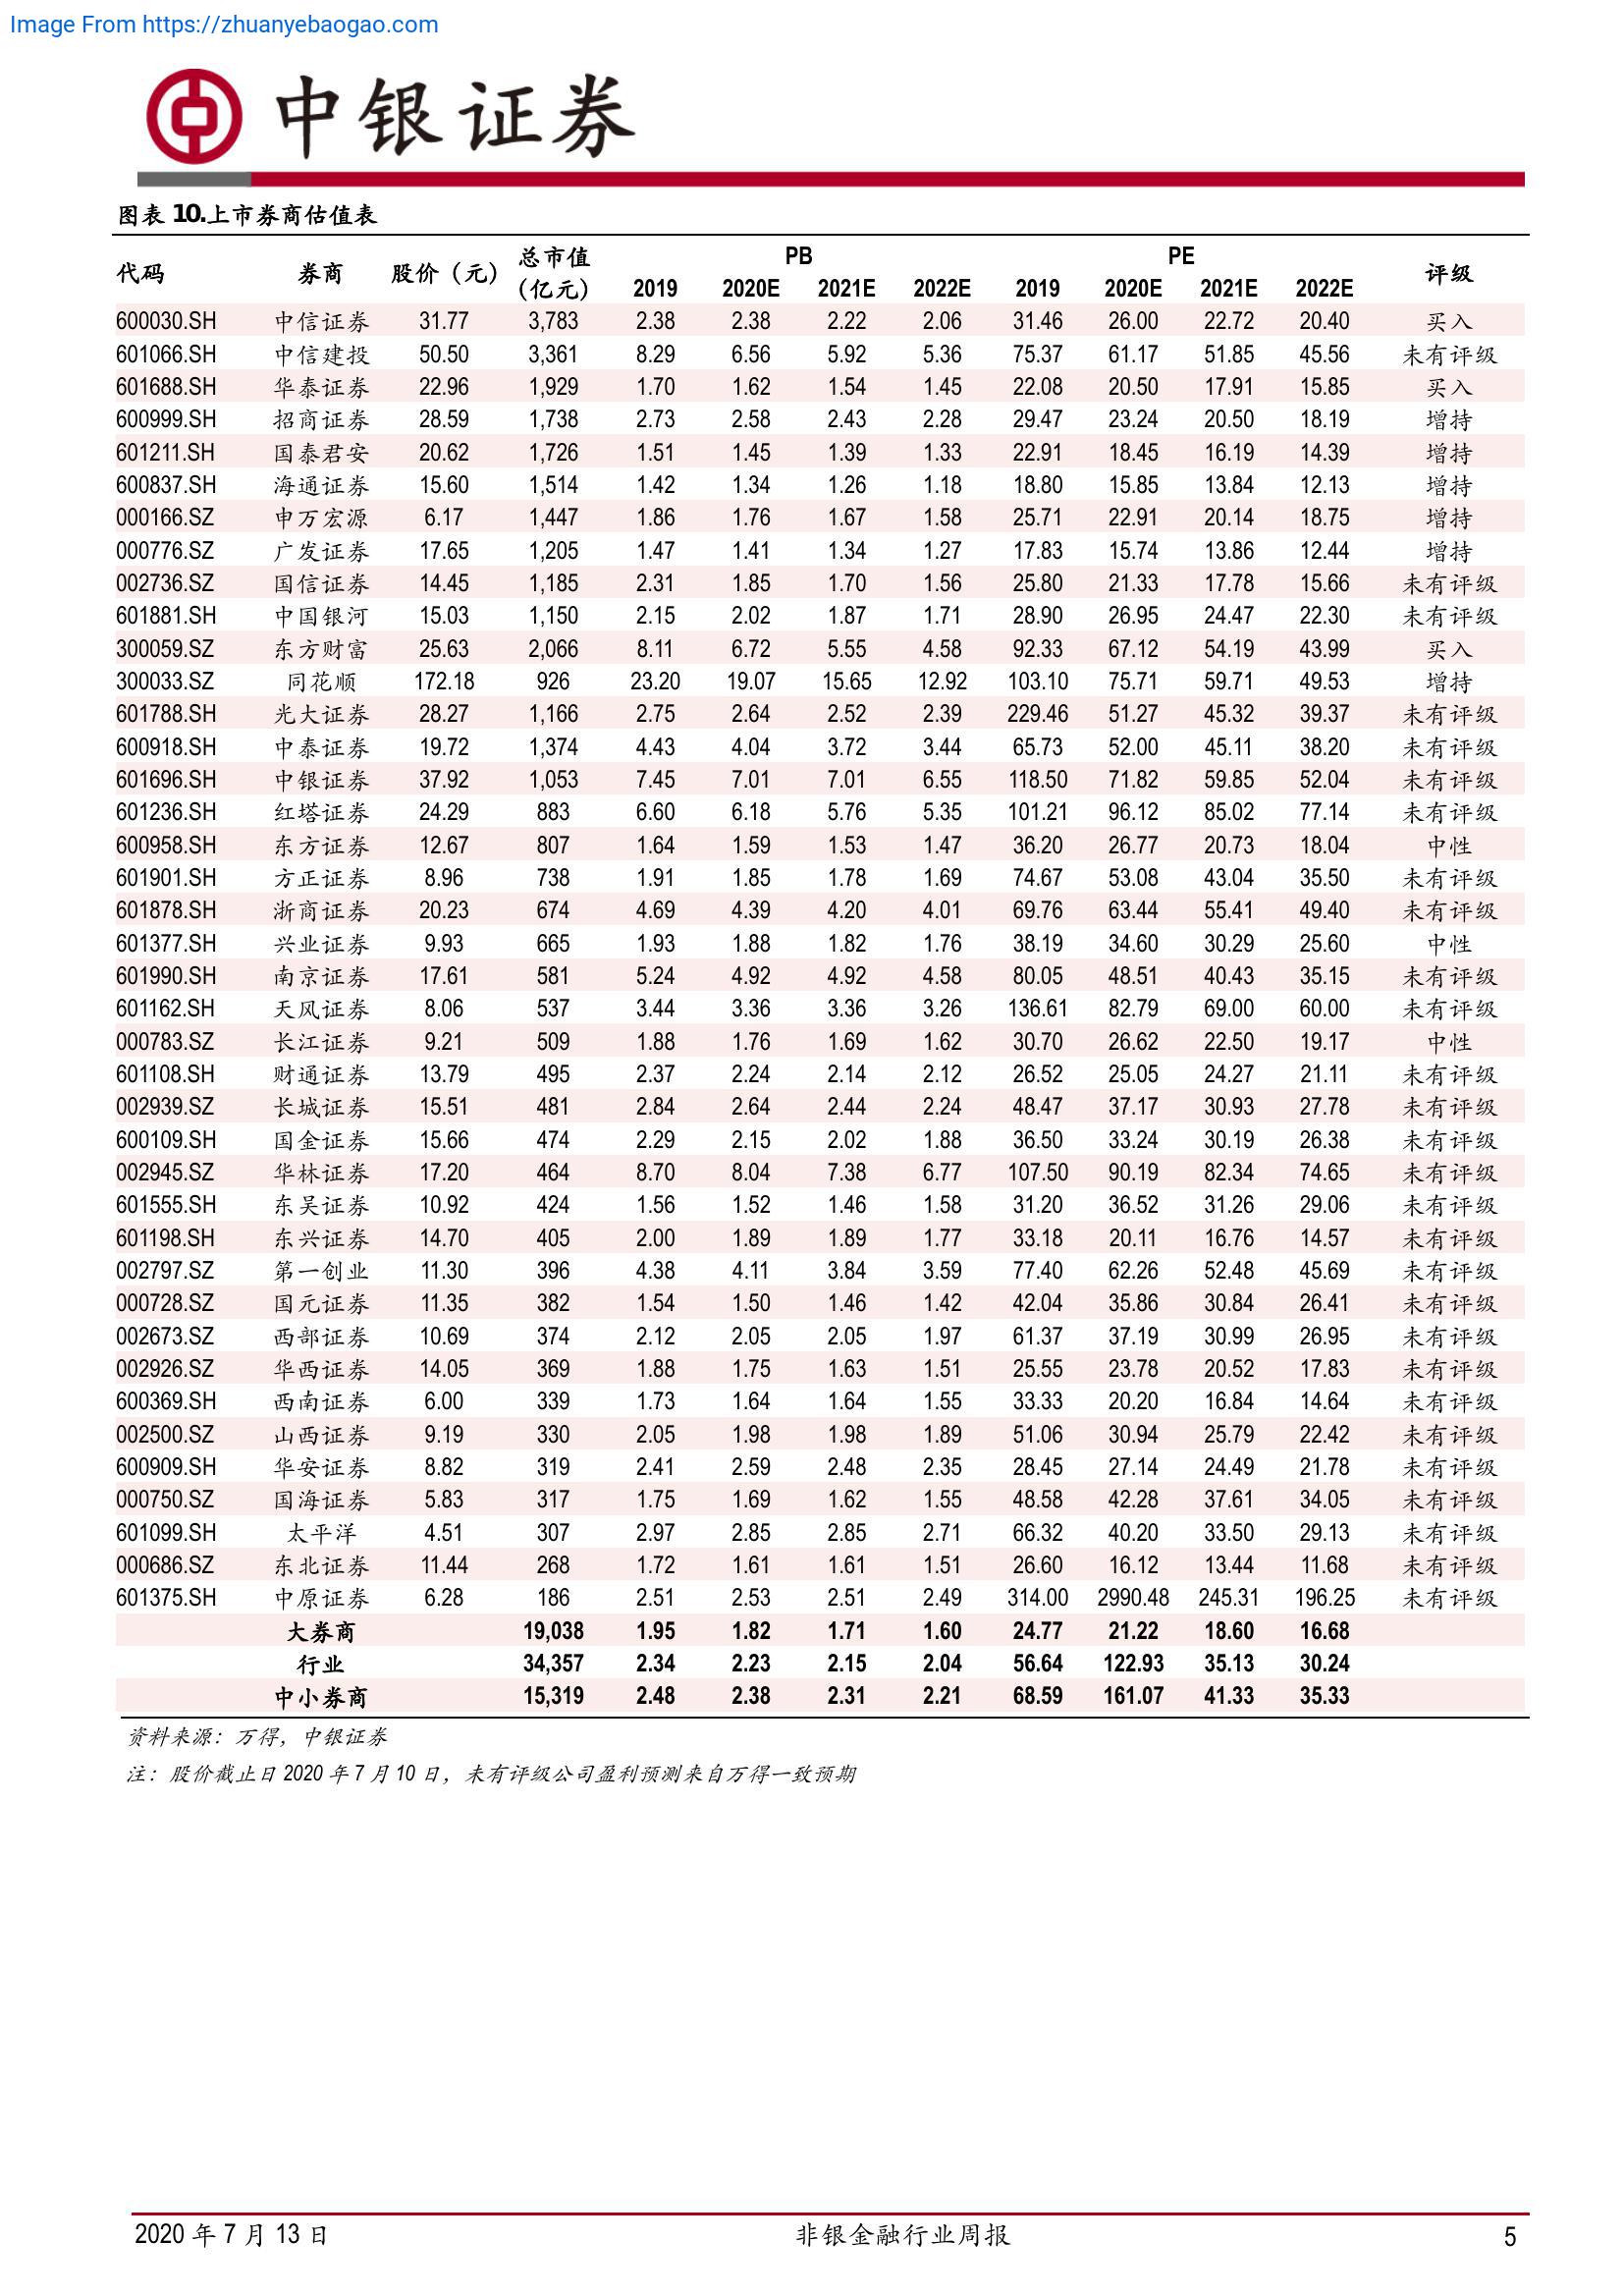 Image From https://zhuanyebaogao.com
中银证券
图表 10.上市券商估值表
代码 券商 股价（元） 总市值（亿元） PB PE 评级
2019 2020E 2021E 2022E 2019 2020E 2021E 2022E
600030.SH 中信证券 31.77 3,783 2.38 2.38 2.22 2.06 31.46 26.00 22.72 20.40 买入
601066.SH 中信建投 50.50 3,361 8.29 6.56 5.92 5.36 75.37 61.17 51.85 45.56 未有评级
601688.SH 华泰证券 22.96 1,929 1.70 1.62 1.54 1.45 22.08 20.50 17.91 15.85 买入
600999.SH 招商证券 28.59 1,738 2.73 2.58 2.43 2.28 29.47 23.24 20.50 18.19 增持
601211.SH 国泰君安 20.62 1,726 1.51 1.45 1.39 1.33 22.91 18.45 16.19 14.39 增持
600837.SH 海通证券 15.60 1,514 1.42 1.34 1.26 1.18 18.80 15.85 13.84 12.13 增持
000166.SZ 申万宏源 6.17 1,447 1.86 1.76 1.67 1.58 25.71 22.91 20.14 18.75 增持
000776.SZ 广发证券 17.65 1,205 1.47 1.41 1.34 1.27 17.83 15.74 13.86 12.44 增持
002736.SZ 国信证券 14.45 1,185 2.31 1.85 1.70 1.56 25.80 21.33 17.78 15.66 未有评级
601881.SH 中国银河 15.03 1,150 2.15 2.02 1.87 1.71 28.90 26.95 24.47 22.30 未有评级
300059.SZ 东方财富 25.63 2,066 8.11 6.72 5.55 4.58 92.33 67.12 54.19 43.99 买入
300033.SZ 同花顺 172.18 926 23.20 19.07 15.65 12.92 103.10 75.71 59.71 49.53 增持
601788.SH 光大证券 28.27 1,166 2.75 2.64 2.52 2.39 229.46 51.27 45.32 39.37 未有评级
600918.SH 中泰证券 19.72 1,374 4.43 4.04 3.72 3.44 65.73 52.00 45.11 38.20 未有评级
601696.SH 中银证券 37.92 1,053 7.45 7.01 7.01 6.55 118.50 71.82 59.85 52.04 未有评级
601236.SH 红塔证券 24.29 883 6.60 6.18 5.76 5.35 101.21 96.12 85.02 77.14 未有评级
600958.SH 东方证券 12.67 807 1.64 1.59 1.53 1.47 36.20 26.77 20.73 18.04 中性
601901.SH 方正证券 8.96 738 1.91 1.85 1.78 1.69 74.67 53.08 43.04 35.50 未有评级
601878.SH 浙商证券 20.23 674 4.69 4.39 4.20 4.01 69.76 63.44 55.41 49.40 未有评级
601377.SH 兴业证券 9.93 665 1.93 1.88 1.82 1.76 38.19 34.60 30.29 25.60 中性
601990.SH 南京证券 17.61 581 5.24 4.92 4.92 4.58 80.05 48.51 40.43 35.15 未有评级
601162.SH 天风证券 8.06 537 3.44 3.36 3.36 3.26 136.61 82.79 69.00 60.00 未有评级
000783.SZ 长江证券 9.21 509 1.88 1.76 1.69 1.62 30.70 26.62 22.50 19.17 中性
601108.SH 财通证券 13.79 495 2.37 2.24 2.14 2.12 26.52 25.05 24.27 21.11 未有评级
002939.SZ 长城证券 15.51 481 2.84 2.64 2.44 2.24 48.47 37.17 30.93 27.78 未有评级
600109.SH 国金证券 15.66 474 2.29 2.15 2.02 1.88 36.50 33.24 30.19 26.38 未有评级
002945.SZ 华林证券 17.20 464 8.70 8.04 7.38 6.77 107.50 90.19 82.34 74.65 未有评级
601555.SH 东吴证券 10.92 424 1.56 1.52 1.46 1.58 31.20 36.52 31.26 29.06 未有评级
601198.SH 东兴证券 14.70 405 2.00 1.89 1.89 1.77 33.18 20.11 16.76 14.57 未有评级
002797.SZ 第一创业 11.30 396 4.38 4.11 3.84 3.59 77.40 62.26 52.48 45.69 未有评级
000728.SZ 国元证券 11.35 382 1.54 1.50 1.46 1.42 42.04 35.86 30.84 26.41 未有评级
002673.SZ 西部证券 10.69 374 2.12 2.05 2.05 1.97 61.37 37.19 30.99 26.95 未有评级
002926.SZ 华西证券 14.05 369 1.88 1.75 1.63 1.51 25.55 23.78 20.52 17.83 未有评级
600369.SH 西南证券 6.00 339 1.73 1.64 1.64 1.55 33.33 20.20 16.84 14.64 未有评级
002500.SZ 山西证券 9.19 330 2.05 1.98 1.98 1.89 51.06 30.94 25.79 22.42 未有评级
600909.SH 华安证券 8.82 319 2.41 2.59 2.48 2.35 28.45 27.14 24.49 21.78 未有评级
000750.SZ 国海证券 5.83 317 1.75 1.69 1.62 1.55 48.58 42.28 37.61 34.05 未有评级
601099.SH 太平洋 4.51 307 2.97 2.85 2.85 2.71 66.32 40.20 33.50 29.13 未有评级
000686.SZ 东北证券 11.44 268 1.72 1.61 1.61 1.51 26.60 16.12 13.44 11.68 未有评级
601375.SH 中原证券 6.28 186 2.51 2.53 2.51 2.49 314.00 2990.48 245.31 196.25 未有评级
大券商 19,038 1.95 1.82 1.71 1.60 24.77 21.22 18.60 16.68
行业 34,357 2.34 2.23 2.15 2.04 56.64 122.93 35.13 30.24
中小券商 15,319 2.48 2.38 2.31 2.21 68.59 161.07 41.33 35.33
资料来源：万得，中银证券
注：股价截止日 2020 年 7 月 10 日，未有评级公司盈利预测来自万得一致预期
2020 年 7 月 13 日 非银金融行业周报 5